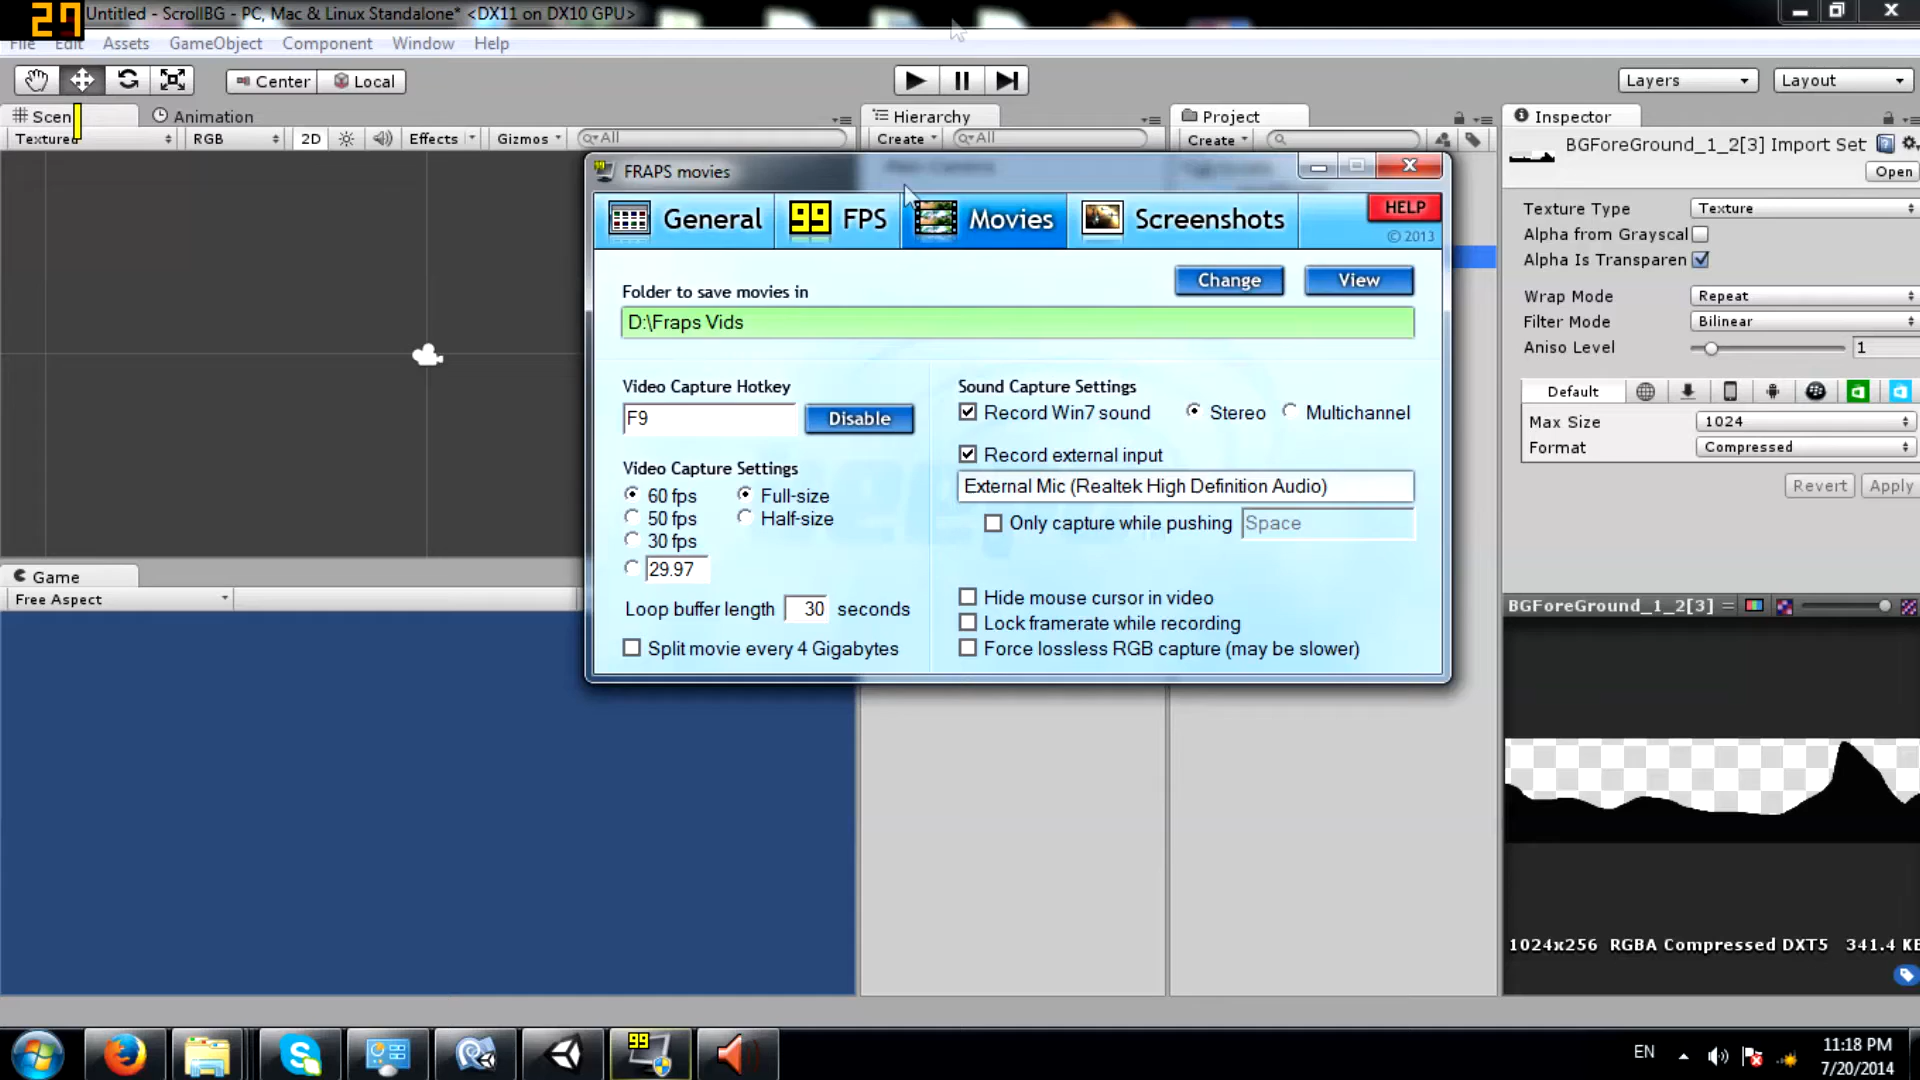 29
Untitled - ScrollBG - PC, Mac & Linux Standalone* <DX11 on DX10 GPU>
File Edit Assets GameObject Component Window Help
Center Local
Layers Layout
Animation
Hierarchy
Project
Inspector
RGB 2D Effects Gizmos All
Create All
Create
BGForeGround_1_2[3] Import Set
Open
FRAPS movies
General
99 FPS
Movies
Screenshots
HELP
© 2013
Folder to save movies in
Change
View
D:\Fraps Vids
Video Capture Hotkey
F9
Disable
Video Capture Settings
60 fps Full-size
50 fps Half-size
30 fps
29.97
Loop buffer length 30 seconds
Split movie every 4 Gigabytes
Sound Capture Settings
Record Win7 sound Stereo Multichannel
Record external input
External Mic (Realtek High Definition Audio)
Only capture while pushing Space
Hide mouse cursor in video
Lock framerate while recording
Force lossless RGB capture (may be slower)
Texture Type Texture
Alpha from Grayscal
Alpha Is Transparen
Wrap Mode Repeat
Filter Mode Bilinear
Aniso Level 1
Default
Max Size 1024
Format Compressed
Revert Apply
Game
Free Aspect
BGForeGround_1_2[3]
1024x256 RGBA Compressed DXT5 341.4 KB
99
EN
11:18 PM
7/20/2014